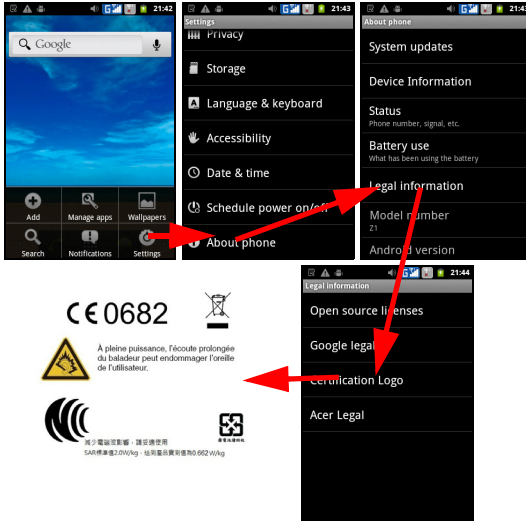 21:42
Google
Add
Manage apps
Wallpapers
Search
Notifications
Settings
21:43
Settings
Privacy
Storage
Language & keyboard
Accessibility
Date & time
Schedule power on/off
About phone
21:43
About phone
System updates
Device Information
Status
Phone number, signal, etc.
Battery use
What has been using the battery
Legal information
Model number
Z1
Android version
21:44
Legal information
Open source licenses
Google legal
Certification Logo
Acer Legal
CE 0682
À pleine puissance, l'écoute prolongée
du baladeur peut endommager l'oreille
de l'utilisateur.
減少電磁波影響，請妥適使用
SAR標準值2.0W/kg，送測產品實測值為0.662 W/kg